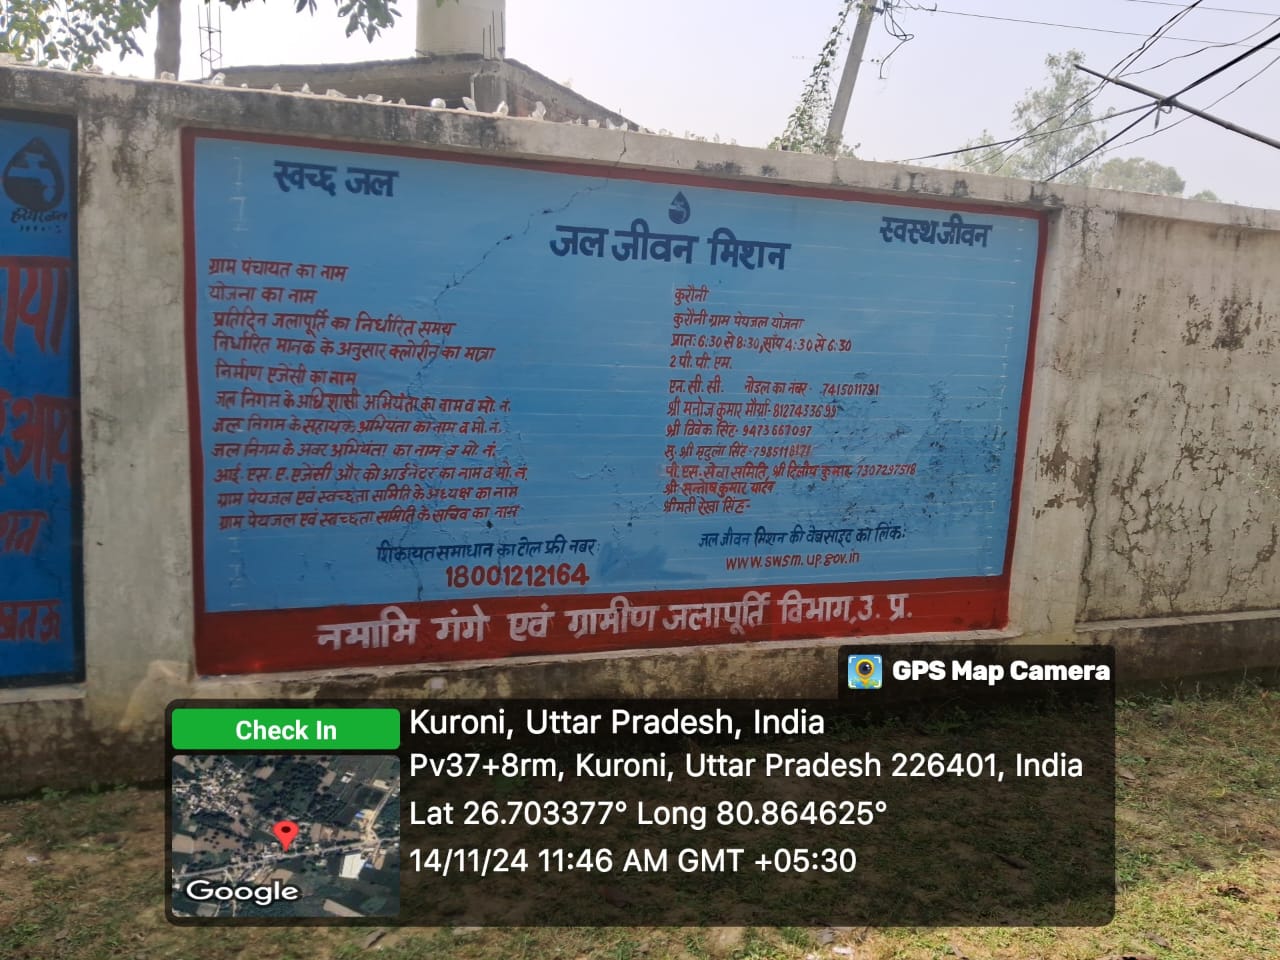 स्वच्छ जल
जल जीवन मिशन
स्वस्थ जीवन
ग्राम पंचायत का नाम कुरौनी
योजना का नाम कुरौनी ग्राम पेयजल योजना
प्रतिदिन जलापूर्ति का निर्धारित समय प्रातः 6:30 से 8:30, सांय 4:30 से 6:30
निर्धारित मानक के अनुसार क्लोरीन का मात्रा 2 पी. पी. एम.
निर्माण एजेंसी का नाम एन. सी. सी. नोडल का नंबर- 7415011791
जल निगम के अधिशासी अभियंता का नाम व मो. नं. श्री मनोज कुमार मौर्या- 8127433699
जल निगम के सहायक अभियंता का नाम व मो. नं. श्री विवेक सिंह- 9473667097
जल निगम के अवर अभियंता का नाम व मो. नं. सु. श्री मृदुला सिंह-
आई. एस. ए. एजेंसी और को आर्डिनेटर का नाम व मो. नं. पी. एस. सेवा समिति, श्री दिलीप कुमार- 7307297518
ग्राम पेयजल एवं स्वच्छता समिति के अध्यक्ष का नाम श्री सन्तोष कुमार यादव
ग्राम पेयजल एवं स्वच्छता समिति के सचिव का नाम श्रीमती रेखा सिंह-
शिकायत समाधान का टोल फ्री नंबर:
18001212164
जल जीवन मिशन की वेबसाइट का लिंक:
www.swsm.up.gov.in
नमामि गंगे एवं ग्रामीण जलापूर्ति विभाग, उ. प्र.
GPS Map Camera
Check In
Kuroni, Uttar Pradesh, India
Pv37+8rm, Kuroni, Uttar Pradesh 226401, India
Lat 26.703377° Long 80.864625°
14/11/24 11:46 AM GMT +05:30
Google